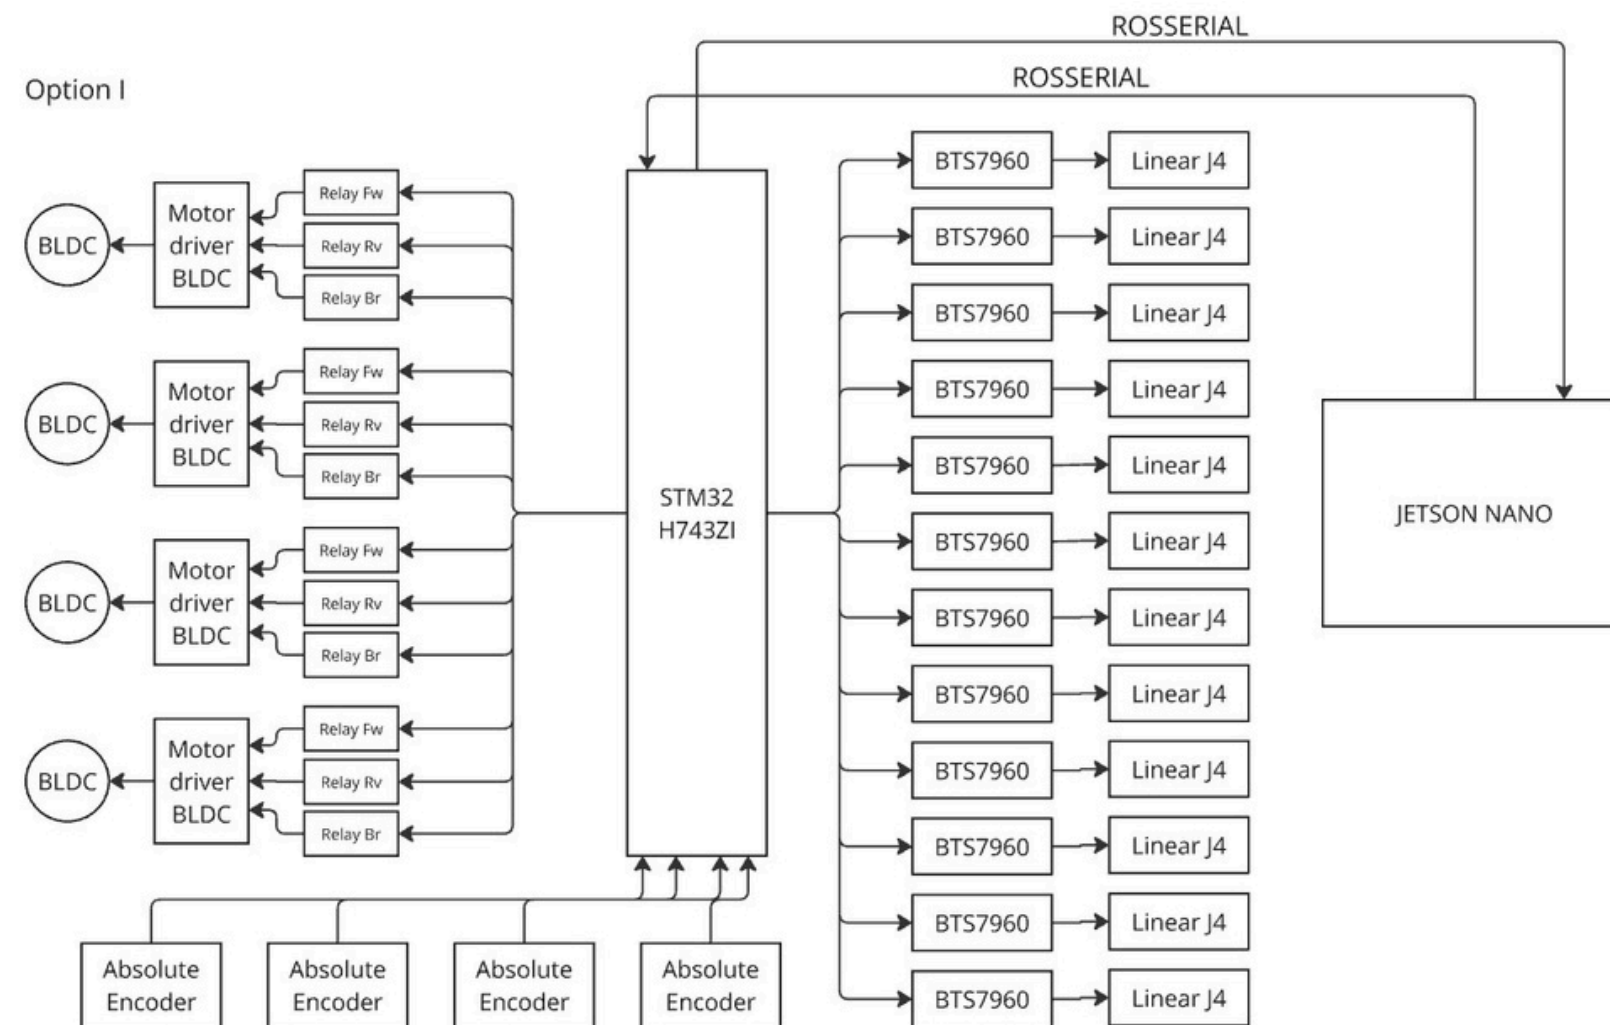 ROSSERIAL
ROSSERIAL
Option I
BLDC
Motor
driver
BLDC
Relay Fw
Relay Rv
Relay Br
BLDC
Motor
driver
BLDC
Relay Fw
Relay Rv
Relay Br
BLDC
Motor
driver
BLDC
Relay Fw
Relay Rv
Relay Br
BLDC
Motor
driver
BLDC
Relay Fw
Relay Rv
Relay Br
STM32
H743ZI
BTS7960
Linear J4
BTS7960
Linear J4
BTS7960
Linear J4
BTS7960
Linear J4
BTS7960
Linear J4
BTS7960
Linear J4
BTS7960
Linear J4
BTS7960
Linear J4
BTS7960
Linear J4
BTS7960
Linear J4
BTS7960
Linear J4
BTS7960
Linear J4
JETSON NANO
Absolute
Encoder
Absolute
Encoder
Absolute
Encoder
Absolute
Encoder